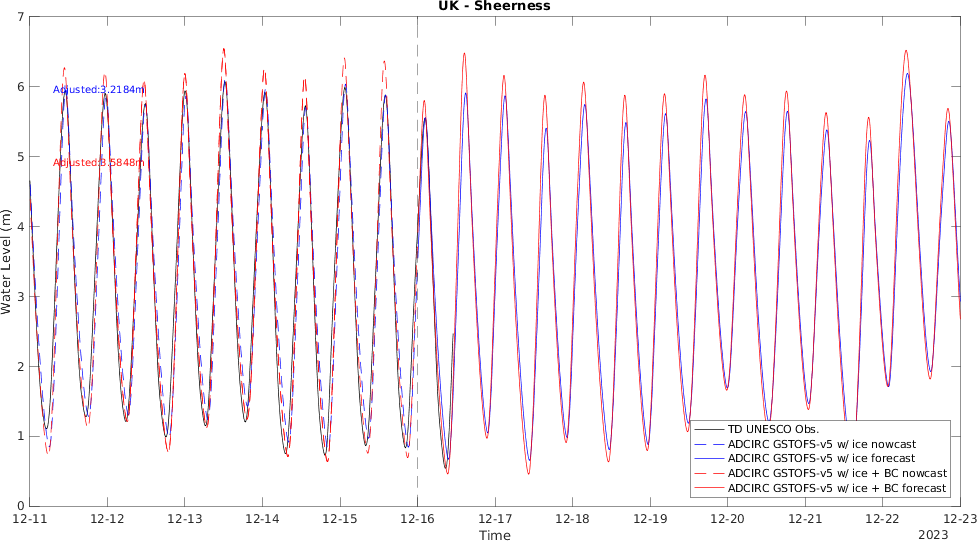 UK - Sheerness
7
6
5
4
3
2
1
0
Water Level (m)
Adjusted:3.2184m
Adjusted:3.5848m
TD UNESCO Obs.
ADCIRC GSTOFS-v5 w/ ice nowcast
ADCIRC GSTOFS-v5 w/ ice forecast
ADCIRC GSTOFS-v5 w/ ice + BC nowcast
ADCIRC GSTOFS-v5 w/ ice + BC forecast
12-11 12-12 12-13 12-14 12-15 12-16 12-17 12-18 12-19 12-20 12-21 12-22 12-23
Time
2023